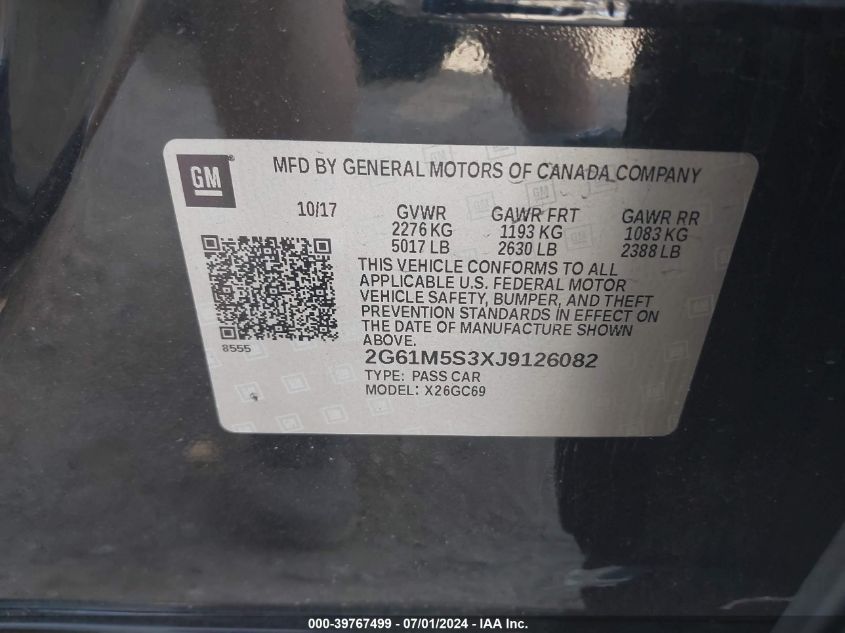 GM
MFD BY GENERAL MOTORS OF CANADA COMPANY
10/17
GVWR GAWR FRT GAWR RR
2276 KG 1193 KG 1083 KG
5017 LB 2630 LB 2388 LB
THIS VEHICLE CONFORMS TO ALL
APPLICABLE U.S. FEDERAL MOTOR
VEHICLE SAFETY, BUMPER, AND THEFT
PREVENTION STANDARDS IN EFFECT ON
THE DATE OF MANUFACTURE SHOWN
ABOVE.
8555
2G61M5S3XJ9126082
TYPE: PASS CAR
MODEL: X26GC69
000-39767499 - 07/01/2024 - IAA Inc.